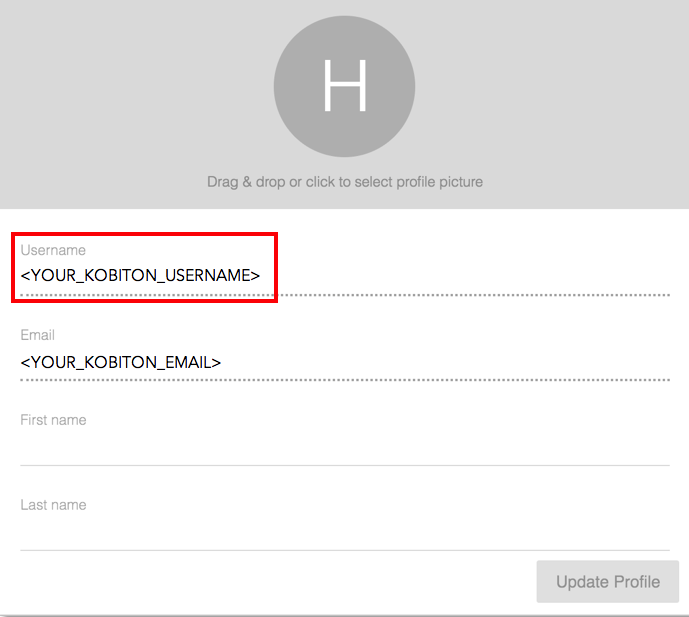 H
Drag & drop or click to select profile picture
Username
<YOUR_KOBITON_USERNAME>
Email
<YOUR_KOBITON_EMAIL>
First name
Last name
Update Profile